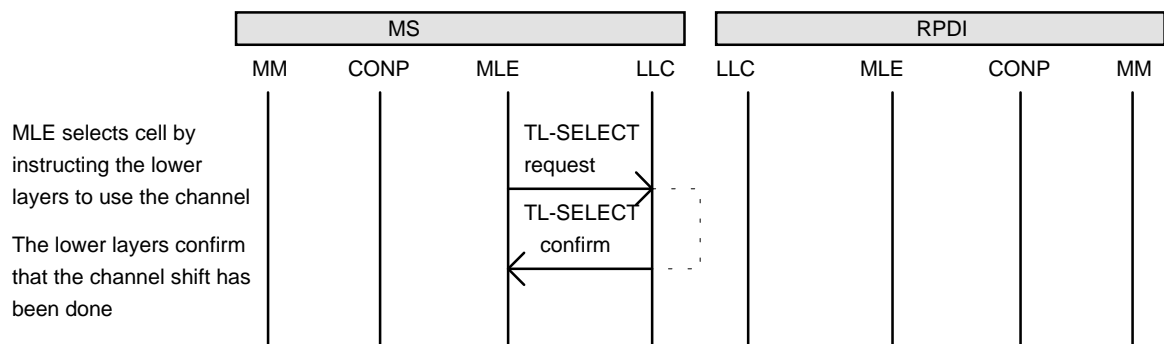 MS RPDI
MM CONP MLE LLC LLC MLE CONP MM
MLE selects cell by
instructing the lower
layers to use the channel
TL-SELECT
request
TL-SELECT
confirm
The lower layers confirm
that the channel shift has
been done